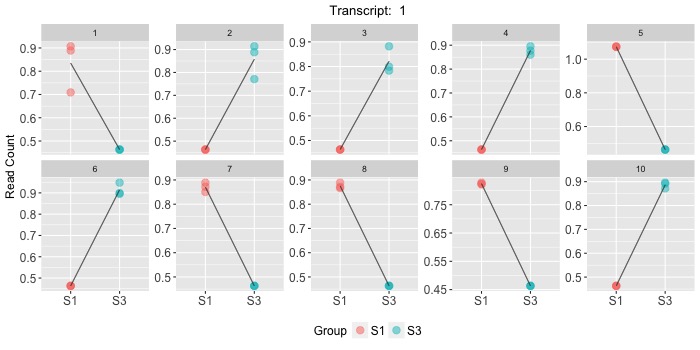 Transcript: 1
1 2 3 4 5
0.9 0.9 0.9 0.9
1.0
0.8 0.8 0.8 0.8
0.7 0.7 0.7 0.7
0.8
0.6 0.6 0.6 0.6
0.6
0.5 0.5 0.5 0.5
Read Count
6 7 8 9 10
0.9 0.9 0.9 0.9
0.8 0.8 0.8 0.75 0.8
0.7 0.7 0.7 0.65 0.7
0.6 0.6 0.6 0.55 0.6
0.5 0.5 0.5 0.45 0.5
S1 S3 S1 S3 S1 S3 S1 S3 S1 S3
Group S1 S3